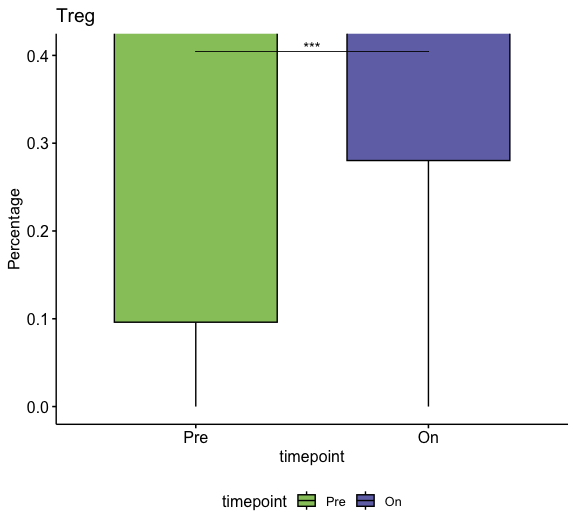 Treg
Percentage
0.4
0.3
0.2
0.1
0.0
***
Pre On
timepoint
timepoint Pre On